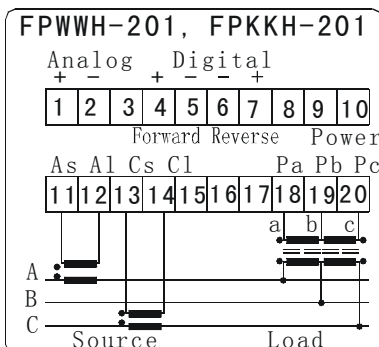 FPWWH-201, FPKKH-201
Analog Digital
+ - + - - +
1 2 3 4 5 6 7 8 9 10
Forward Reverse Power
As Al Cs Cl Pa Pb Pc
11 12 13 14 15 16 17 18 19 20
a b c
A
B
C
Source Load